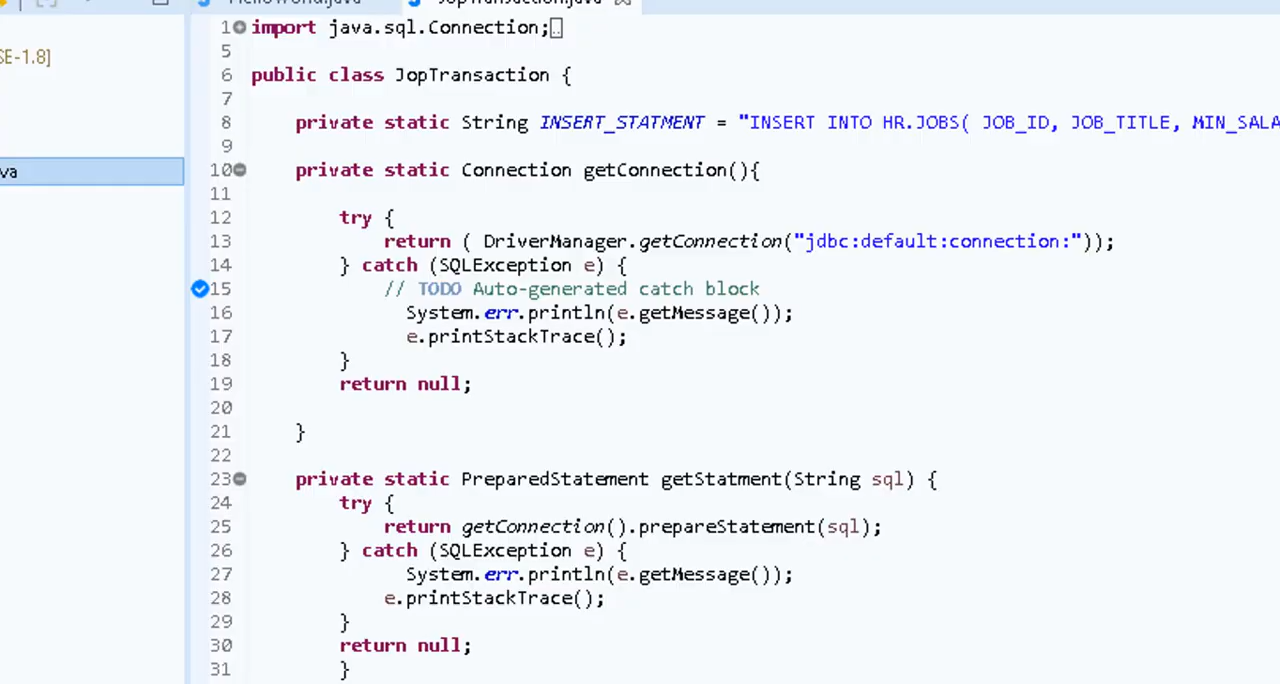 SE-1.8]
va
1 import java.sql.Connection;
5
6 public class JopTransaction {
7
8 private static String INSERT_STATMENT = "INSERT INTO HR.JOBS( JOB_ID, JOB_TITLE, MIN_SALA
9
10 private static Connection getConnection(){
11
12 try {
13 return ( DriverManager.getConnection("jdbc:default:connection:"));
14 } catch (SQLException e) {
15 // TODO Auto-generated catch block
16 System.err.println(e.getMessage());
17 e.printStackTrace();
18 }
19 return null;
20
21 }
22
23 private static PreparedStatement getStatment(String sql) {
24 try {
25 return getConnection().prepareStatement(sql);
26 } catch (SQLException e) {
27 System.err.println(e.getMessage());
28 e.printStackTrace();
29 }
30 return null;
31 }